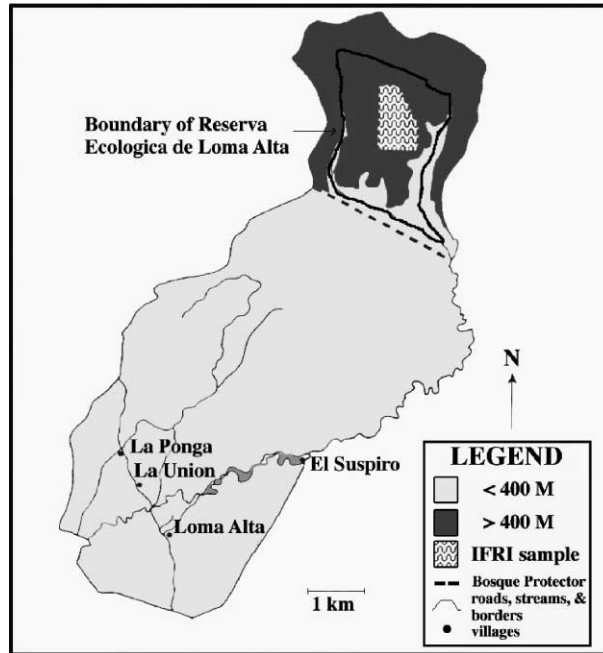 Boundary of Reserva
Ecologica de Loma Alta
N
La Ponga
La Union
El Suspiro
Loma Alta
1 km
LEGEND
< 400 M
> 400 M
IFRI sample
Bosque Protector
roads, streams, &
borders
villages